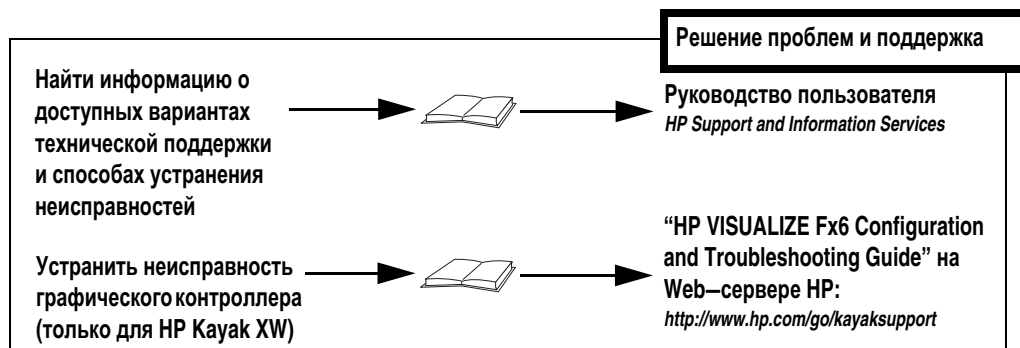 Решение проблем и поддержка
Найти информацию о
доступных вариантах
технической поддержки
и способах устранения
неисправностей
Руководство пользователя
HP Support and Information Services
Устранить неисправность
графического контроллера
(только для HP Kayak XW)
“HP VISUALIZE Fx6 Configuration
and Troubleshooting Guide” на
Web–сервере HP:
http://www.hp.com/go/kayaksupport